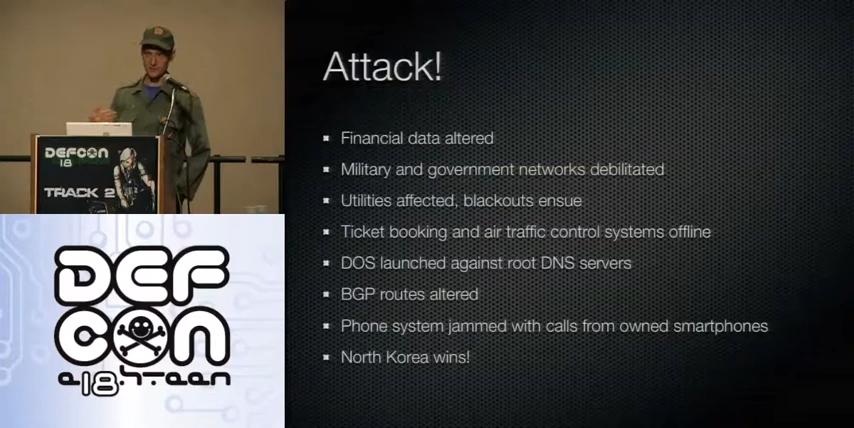 DEFCON
18
TRACK 2
DEF
CON
Attack!
Financial data altered
Military and government networks debilitated
Utilities affected, blackouts ensue
Ticket booking and air traffic control systems offline
DOS launched against root DNS servers
BGP routes altered
Phone system jammed with calls from owned smartphones
North Korea wins!